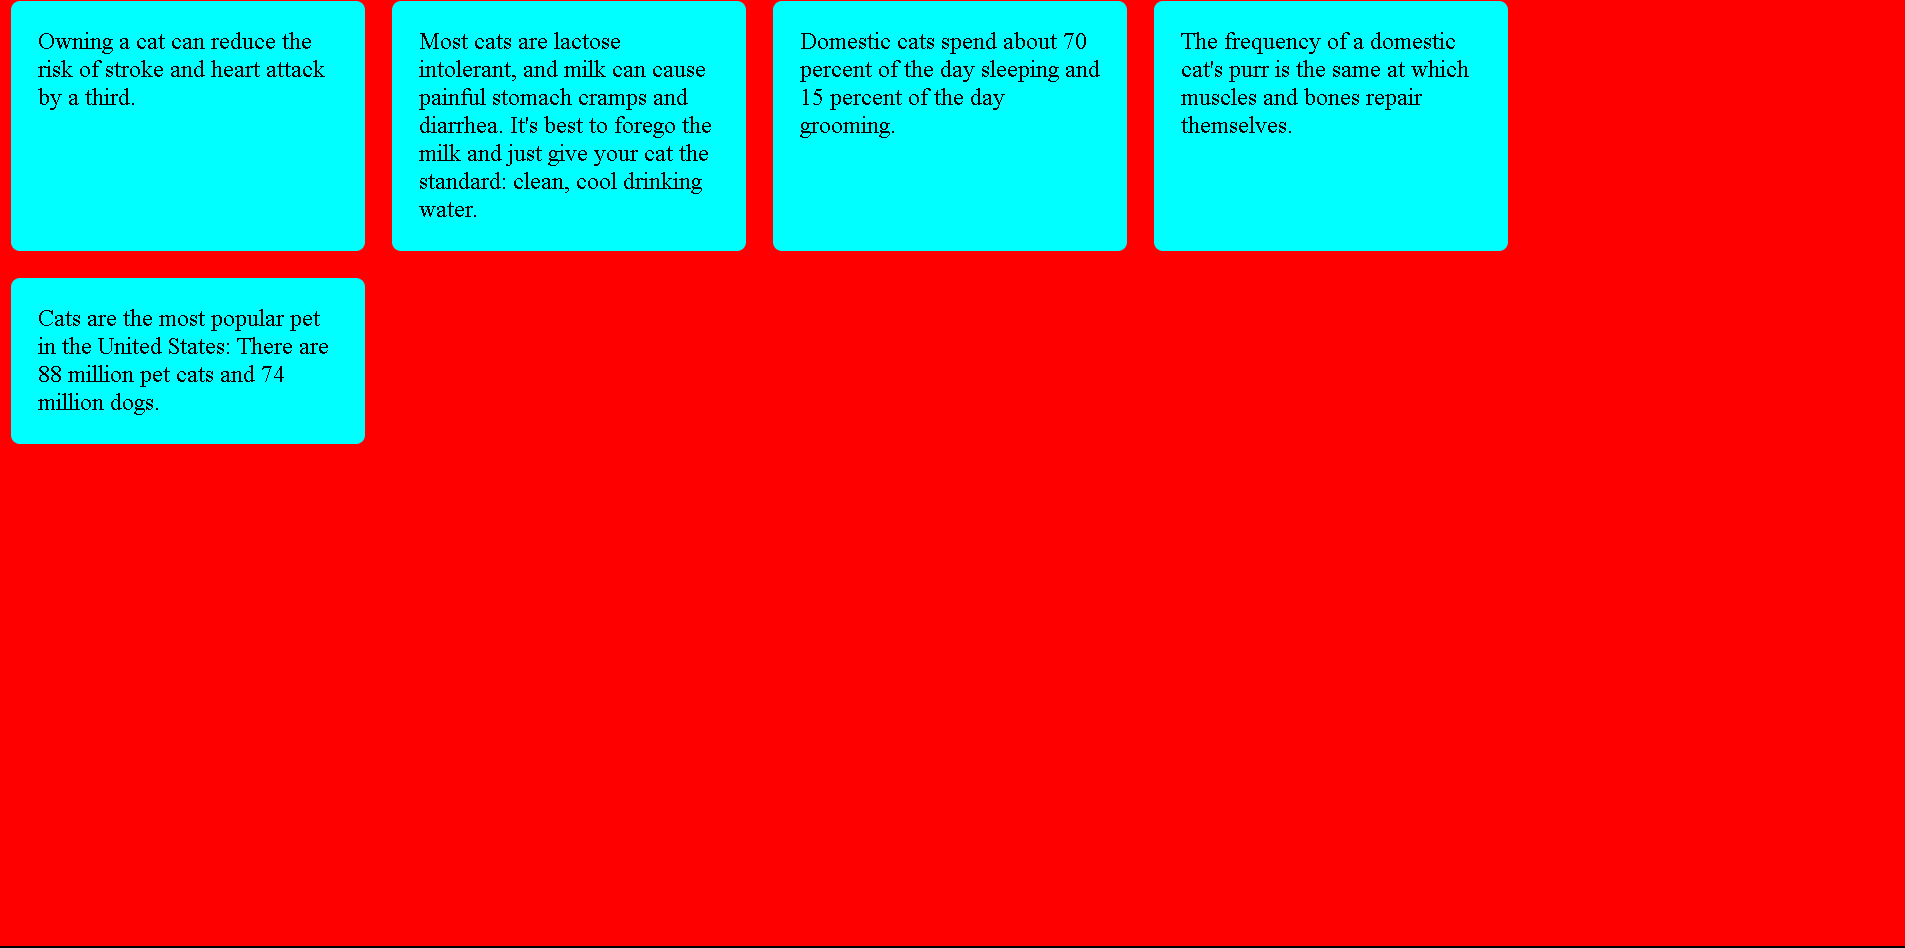 Owning a cat can reduce the
risk of stroke and heart attack
by a third.
Most cats are lactose
intolerant, and milk can cause
painful stomach cramps and
diarrhea. It's best to forego the
milk and just give your cat the
standard: clean, cool drinking
water.
Domestic cats spend about 70
percent of the day sleeping and
15 percent of the day
grooming.
The frequency of a domestic
cat's purr is the same at which
muscles and bones repair
themselves.
Cats are the most popular pet
in the United States: There are
88 million pet cats and 74
million dogs.